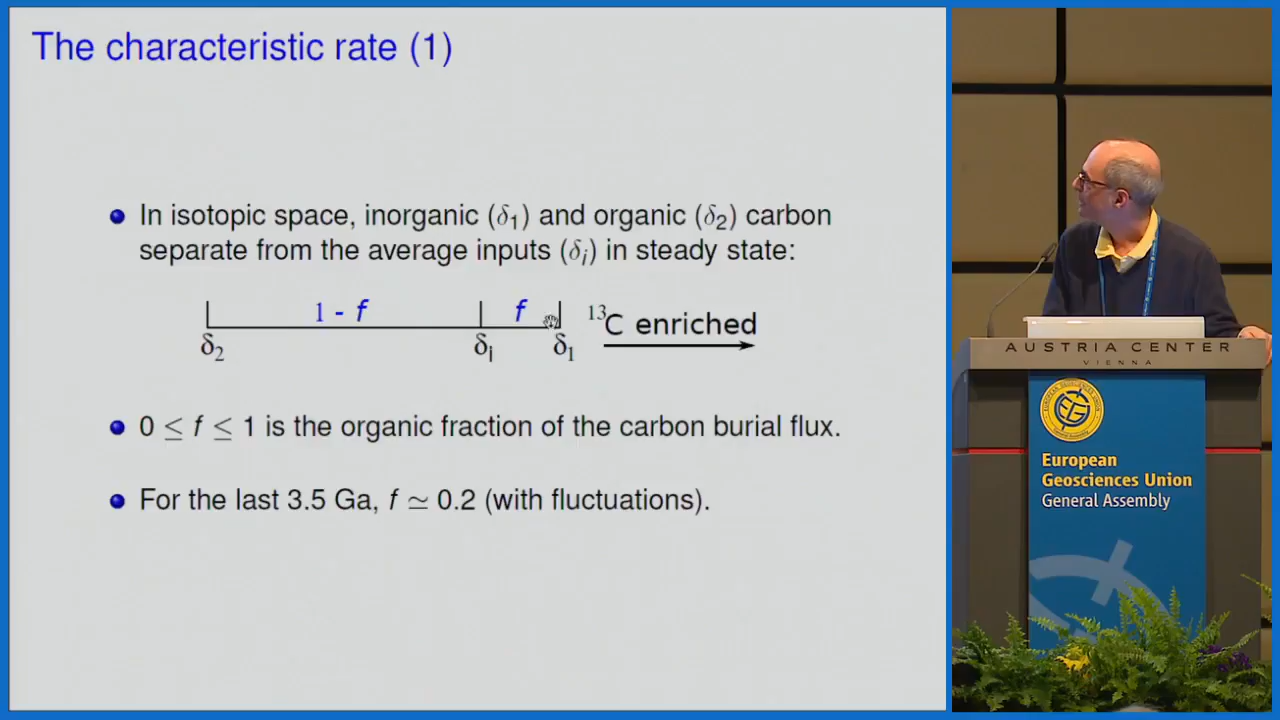 The characteristic rate (1)
In isotopic space, inorganic (δ₁) and organic (δ₂) carbon
separate from the average inputs (δᵢ) in steady state:
1 - f f ¹³C enriched
δ₂ δᵢ δ₁
0 ≤ f ≤ 1 is the organic fraction of the carbon burial flux.
For the last 3.5 Ga, f ≃ 0.2 (with fluctuations).
AUSTRIA CENTER
VIENNA
European
Geosciences Union
General Assembly